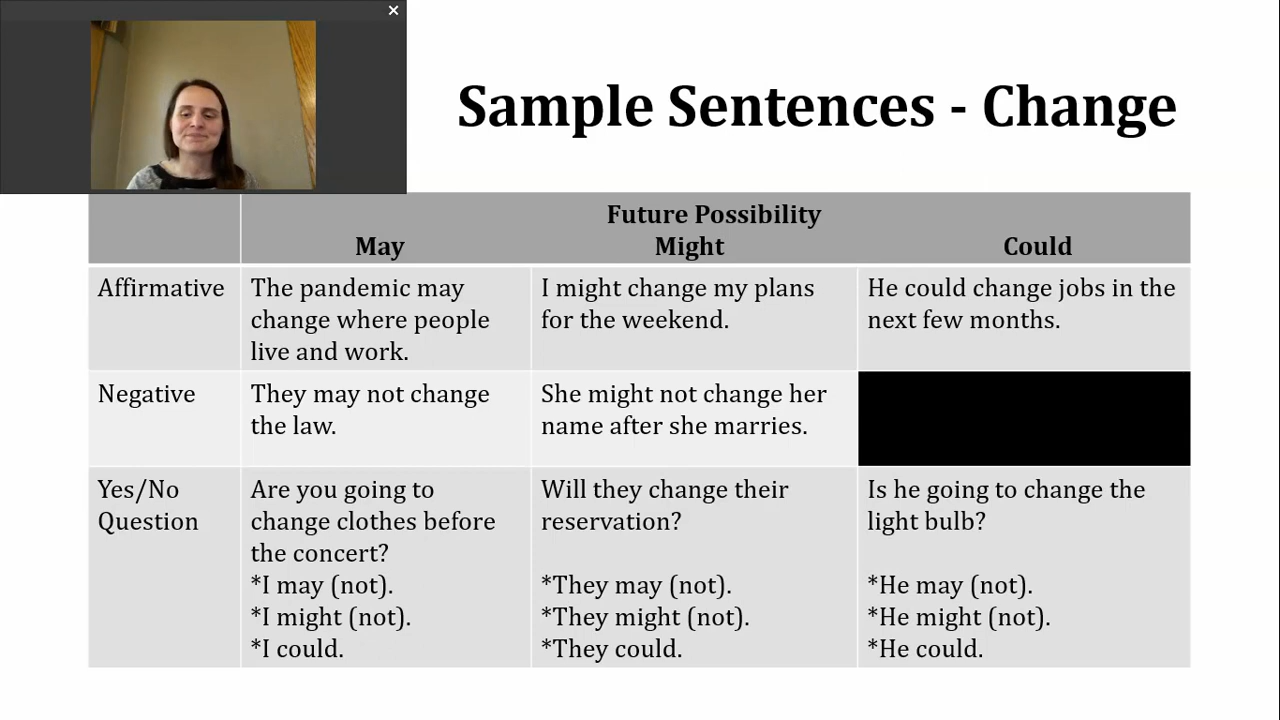 Sample Sentences - Change
Future Possibility
May
Might
Could
Affirmative
The pandemic may
change where people
live and work.
I might change my plans
for the weekend.
He could change jobs in the
next few months.
Negative
They may not change
the law.
She might not change her
name after she marries.
Yes/No
Question
Are you going to
change clothes before
the concert?
*I may (not).
*I might (not).
*I could.
Will they change their
reservation?
*They may (not).
*They might (not).
*They could.
Is he going to change the
light bulb?
*He may (not).
*He might (not).
*He could.